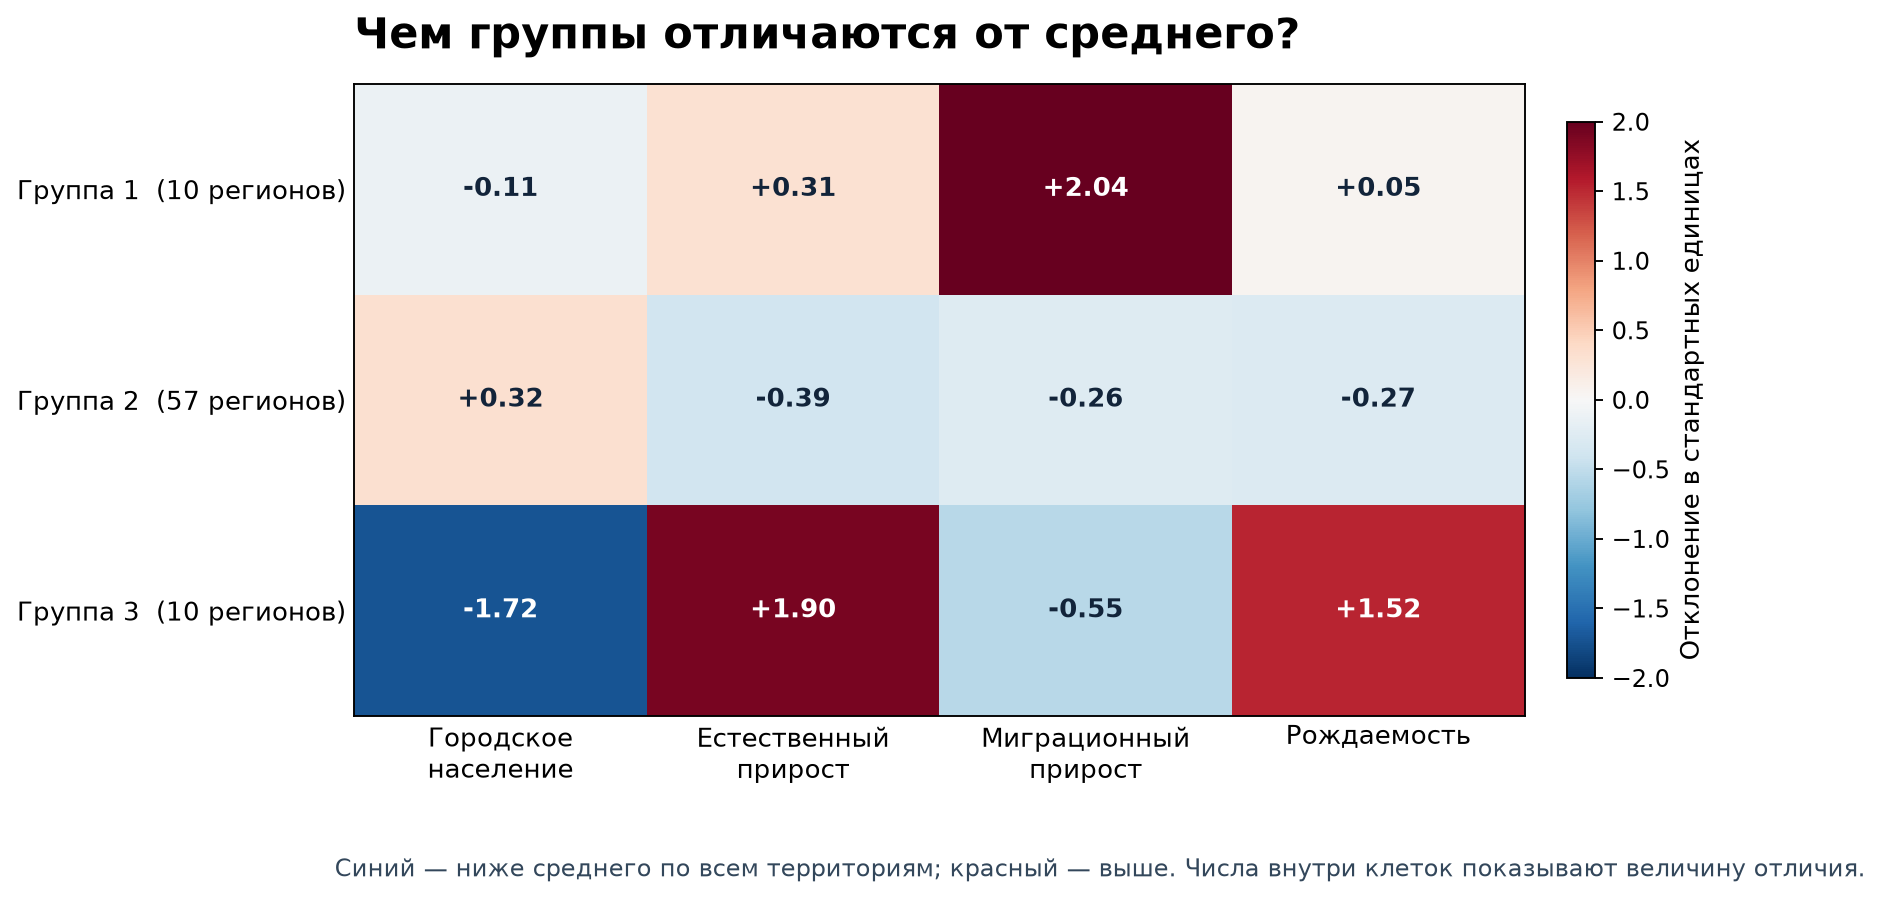 Чем группы отличаются от среднего?
Группа 1  (10 регионов)
-0.11
+0.31
+2.04
+0.05
Группа 2  (57 регионов)
+0.32
-0.39
-0.26
-0.27
Группа 3  (10 регионов)
-1.72
+1.90
-0.55
+1.52
Городское
население
Естественный
прирост
Миграционный
прирост
Рождаемость
2.0
1.5
1.0
0.5
0.0
−0.5
−1.0
−1.5
−2.0
Отклонение в стандартных единицах
Синий — ниже среднего по всем территориям; красный — выше. Числа внутри клеток показывают величину отличия.